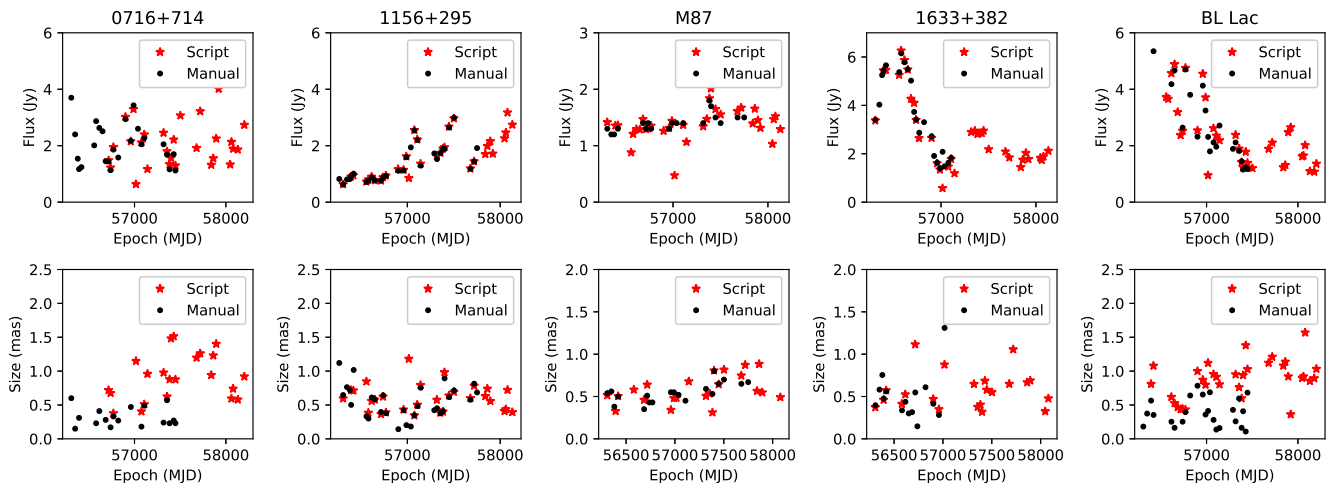 0716+714 1156+295 M87 1633+382 BL Lac
6 4 2 0 Flux (Jy) Script Manual 57000 58000 Epoch (MJD)
6 4 2 0 Flux (Jy) Script Manual 57000 58000 Epoch (MJD)
3 2 1 0 Flux (Jy) Script Manual 57000 58000 Epoch (MJD)
6 4 2 0 Flux (Jy) Script Manual 57000 58000 Epoch (MJD)
6 4 2 0 Flux (Jy) Script Manual 57000 58000 Epoch (MJD)
2.5 2.0 1.5 1.0 0.5 0.0 Size (mas) Script Manual 57000 58000 Epoch (MJD)
2.5 2.0 1.5 1.0 0.5 0.0 Size (mas) Script Manual 57000 58000 Epoch (MJD)
2.0 1.5 1.0 0.5 0.0 Size (mas) Script Manual 56500 57000 57500 58000 Epoch (MJD)
2.0 1.5 1.0 0.5 0.0 Size (mas) Script Manual 56500 57000 57500 58000 Epoch (MJD)
2.5 2.0 1.5 1.0 0.5 0.0 Size (mas) Script Manual 57000 58000 Epoch (MJD)